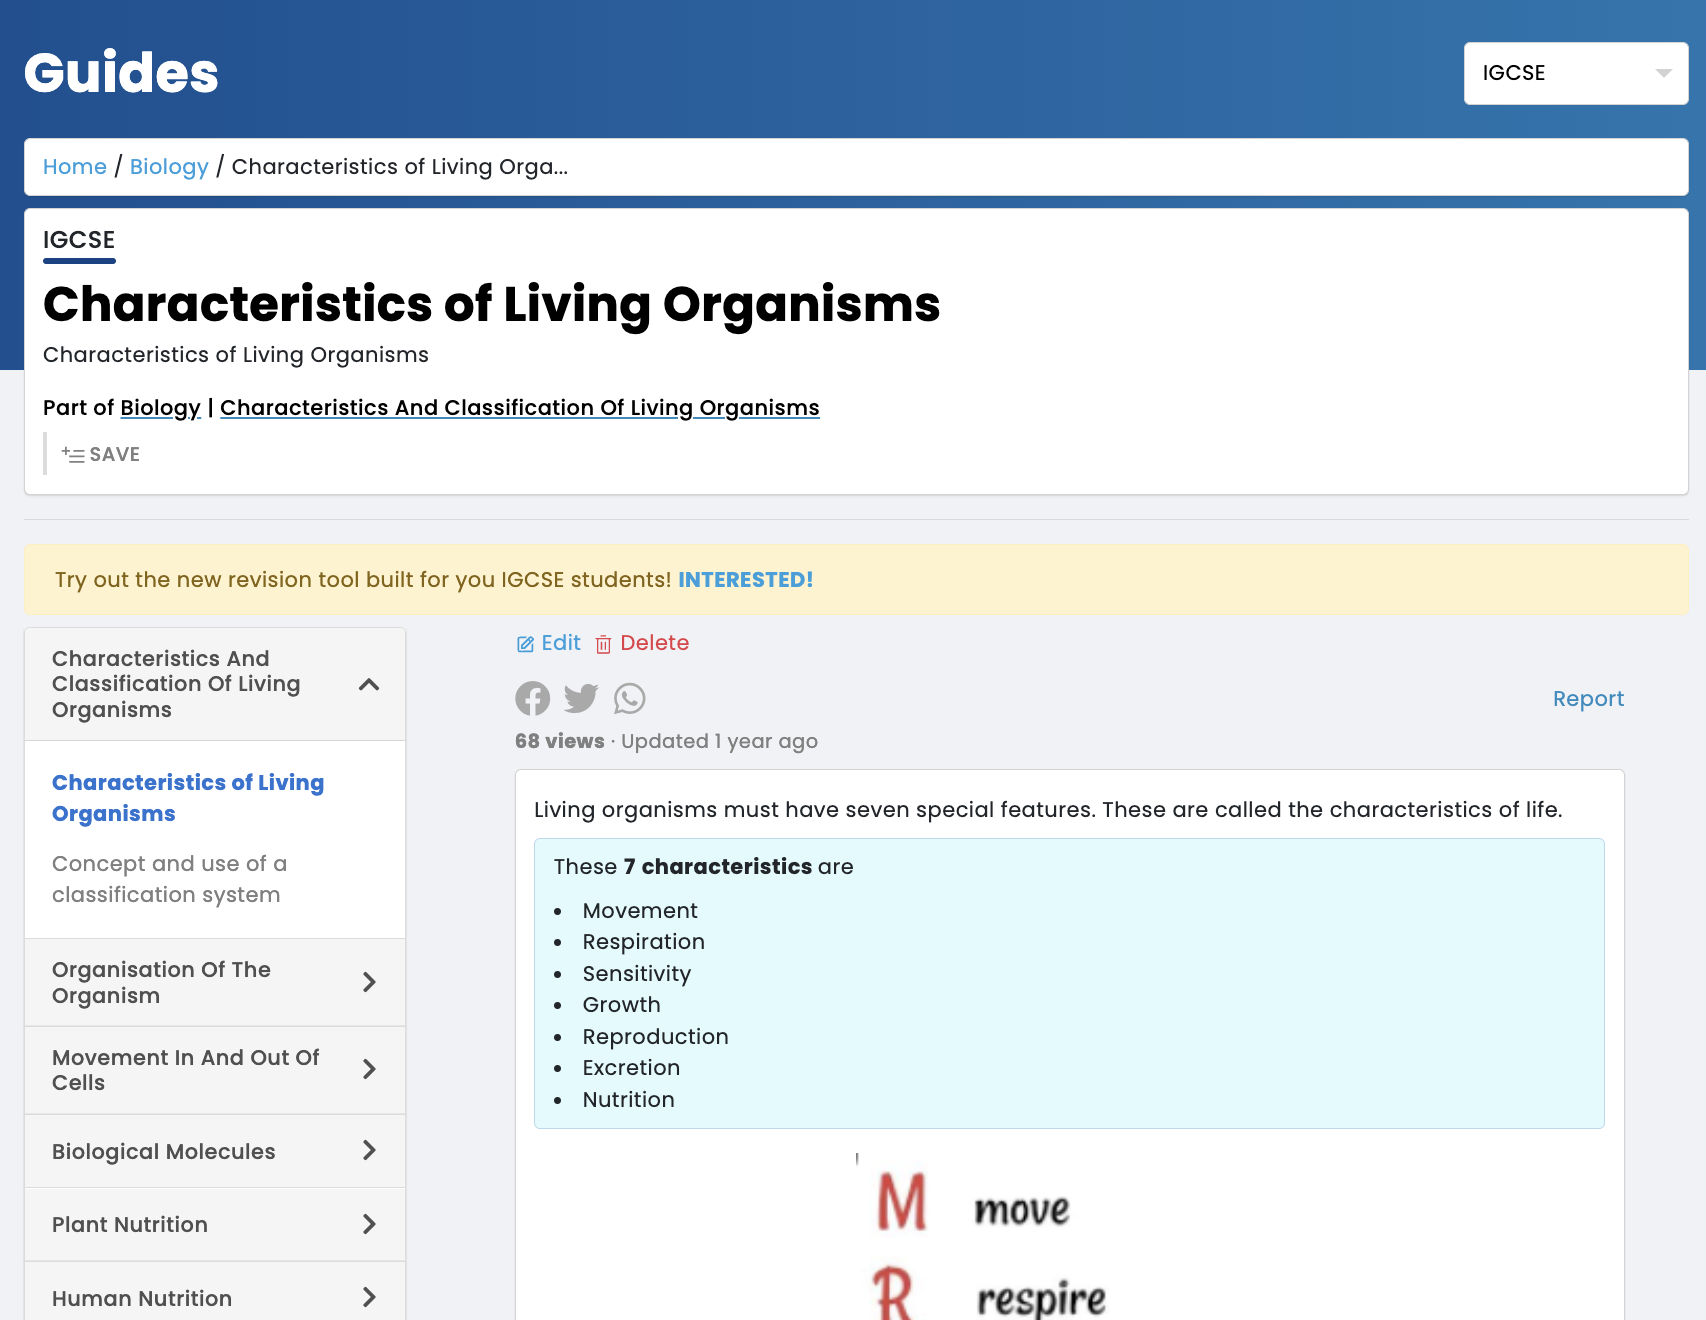 Guides
IGCSE
Home / Biology / Characteristics of Living Orga...
IGCSE
Characteristics of Living Organisms
Characteristics of Living Organisms
Part of Biology | Characteristics And Classification Of Living Organisms
SAVE
Try out the new revision tool built for you IGCSE students! INTERESTED!
Characteristics And
Classification Of Living
Organisms
Characteristics of Living
Organisms
Concept and use of a
classification system
Organisation Of The
Organism
Movement In And Out Of
Cells
Biological Molecules
Plant Nutrition
Human Nutrition
Edit Delete
Report
68 views · Updated 1 year ago
Living organisms must have seven special features. These are called the characteristics of life.
These 7 characteristics are
• Movement
• Respiration
• Sensitivity
• Growth
• Reproduction
• Excretion
• Nutrition
M move
R respire